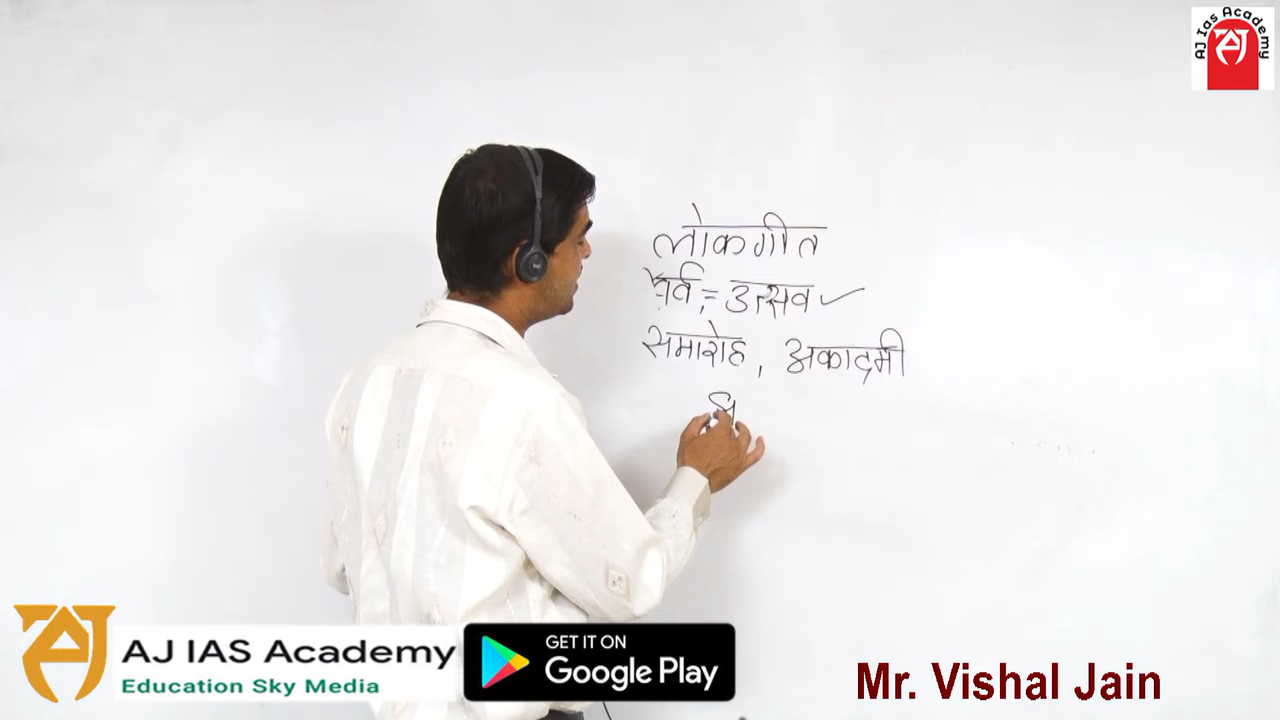 AJ Ias Academy
AJ
लोकगीत
पर्व, = उत्सव ✓
समारोह, अकादमी
AJ IAS Academy
Education Sky Media
GET IT ON
Google Play
Mr. Vishal Jain